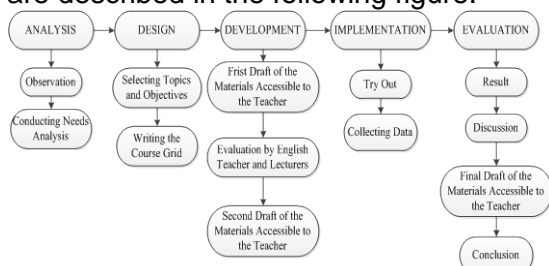 are described in the following figure.
ANALYSIS
DESIGN
DEVELOPMENT
IMPLEMENTATION
EVALUATION
Observation
Conducting Needs
Analysis
Selecting Topics
and Objectives
Writing the
Course Grid
Frist Draft of the
Materials Accessible to
the Teacher
Evaluation by English
Teacher and Lecturers
Second Draft of the
Materials Accessible to
the Teacher
Try Out
Collecting Data
Result
Discussion
Final Draft of the
Materials Accessible to
the Teacher
Conclusion